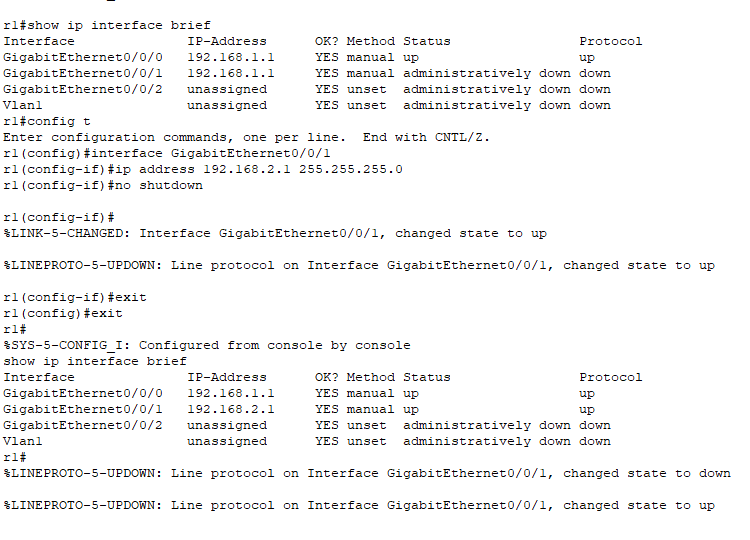 r1#show ip interface brief
Interface IP-Address OK? Method Status Protocol
GigabitEthernet0/0/0 192.168.1.1 YES manual up up
GigabitEthernet0/0/1 192.168.1.1 YES manual administratively down down
GigabitEthernet0/0/2 unassigned YES unset administratively down down
Vlan1 unassigned YES unset administratively down down
r1#config t
Enter configuration commands, one per line. End with CNTL/Z.
r1(config)#interface GigabitEthernet0/0/1
r1(config-if)#ip address 192.168.2.1 255.255.255.0
r1(config-if)#no shutdown
r1(config-if)#
%LINK-5-CHANGED: Interface GigabitEthernet0/0/1, changed state to up
%LINEPROTO-5-UPDOWN: Line protocol on Interface GigabitEthernet0/0/1, changed state to up
r1(config-if)#exit
r1(config)#exit
r1#
%SYS-5-CONFIG_I: Configured from console by console
show ip interface brief
Interface IP-Address OK? Method Status Protocol
GigabitEthernet0/0/0 192.168.1.1 YES manual up up
GigabitEthernet0/0/1 192.168.2.1 YES manual up up
GigabitEthernet0/0/2 unassigned YES unset administratively down down
Vlan1 unassigned YES unset administratively down down
r1#
%LINEPROTO-5-UPDOWN: Line protocol on Interface GigabitEthernet0/0/1, changed state to down
%LINEPROTO-5-UPDOWN: Line protocol on Interface GigabitEthernet0/0/1, changed state to up